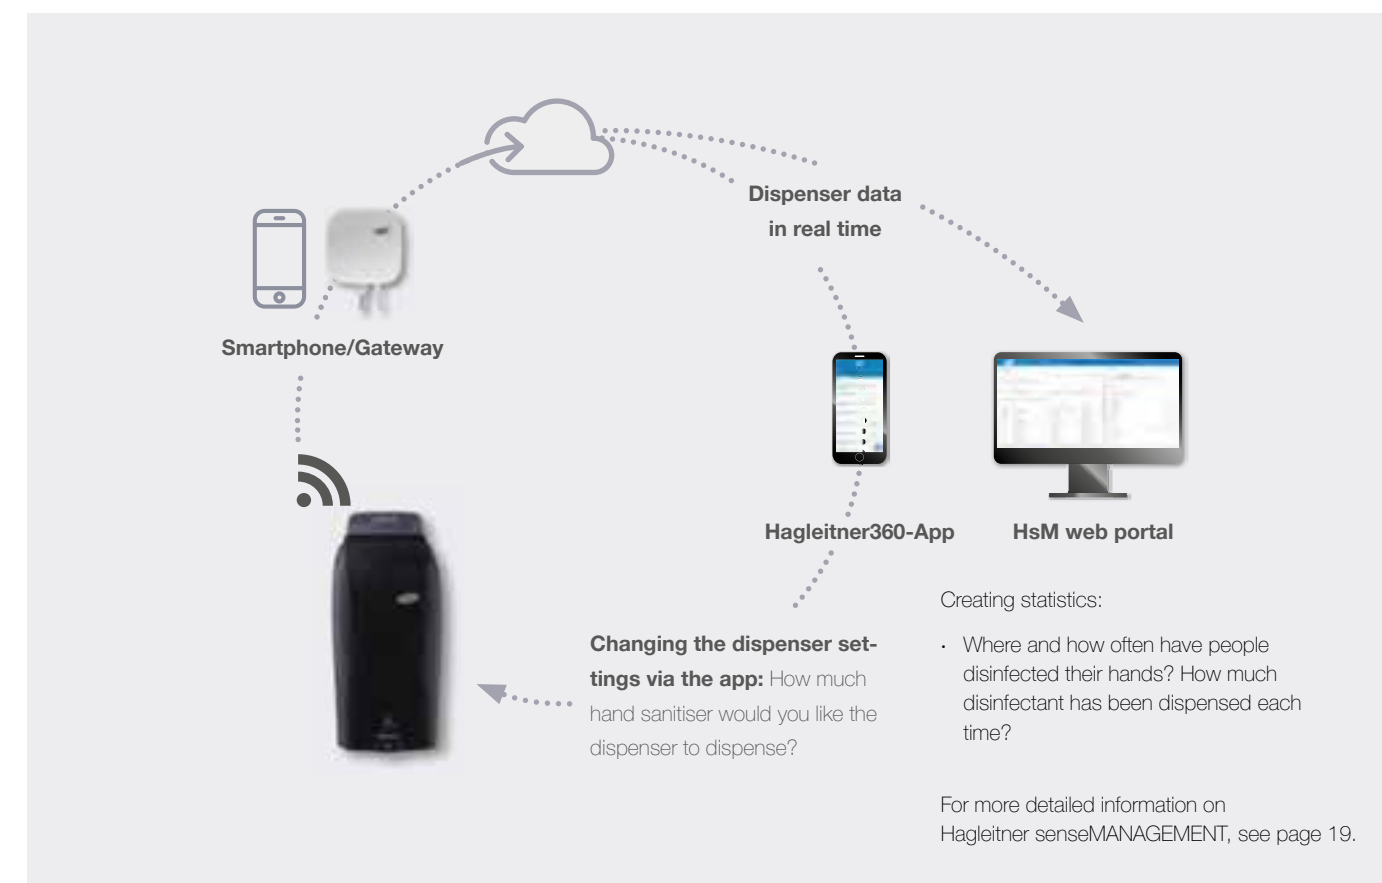 Dispenser data
in real time
Smartphone/Gateway
Hagleitner360-App
HsM web portal
Changing the dispenser set-
tings via the app: How much
hand sanitiser would you like the
dispenser to dispense?
Creating statistics:
· Where and how often have people
disinfected their hands? How much
disinfectant has been dispensed each
time?
For more detailed information on
Hagleitner senseMANAGEMENT, see page 19.